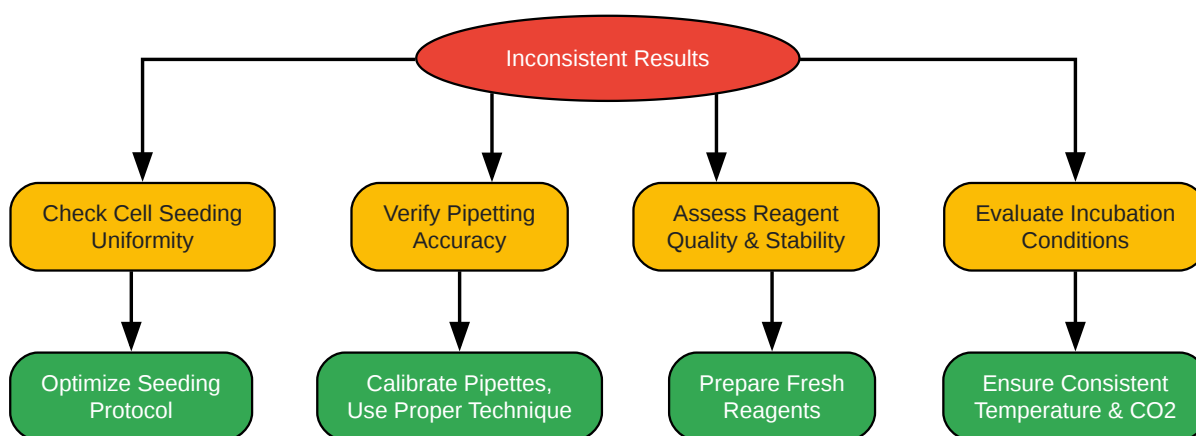 Inconsistent Results
Check Cell Seeding
Uniformity
Verify Pipetting
Accuracy
Assess Reagent
Quality & Stability
Evaluate Incubation
Conditions
Optimize Seeding
Protocol
Calibrate Pipettes,
Use Proper Technique
Prepare Fresh
Reagents
Ensure Consistent
Temperature & CO2